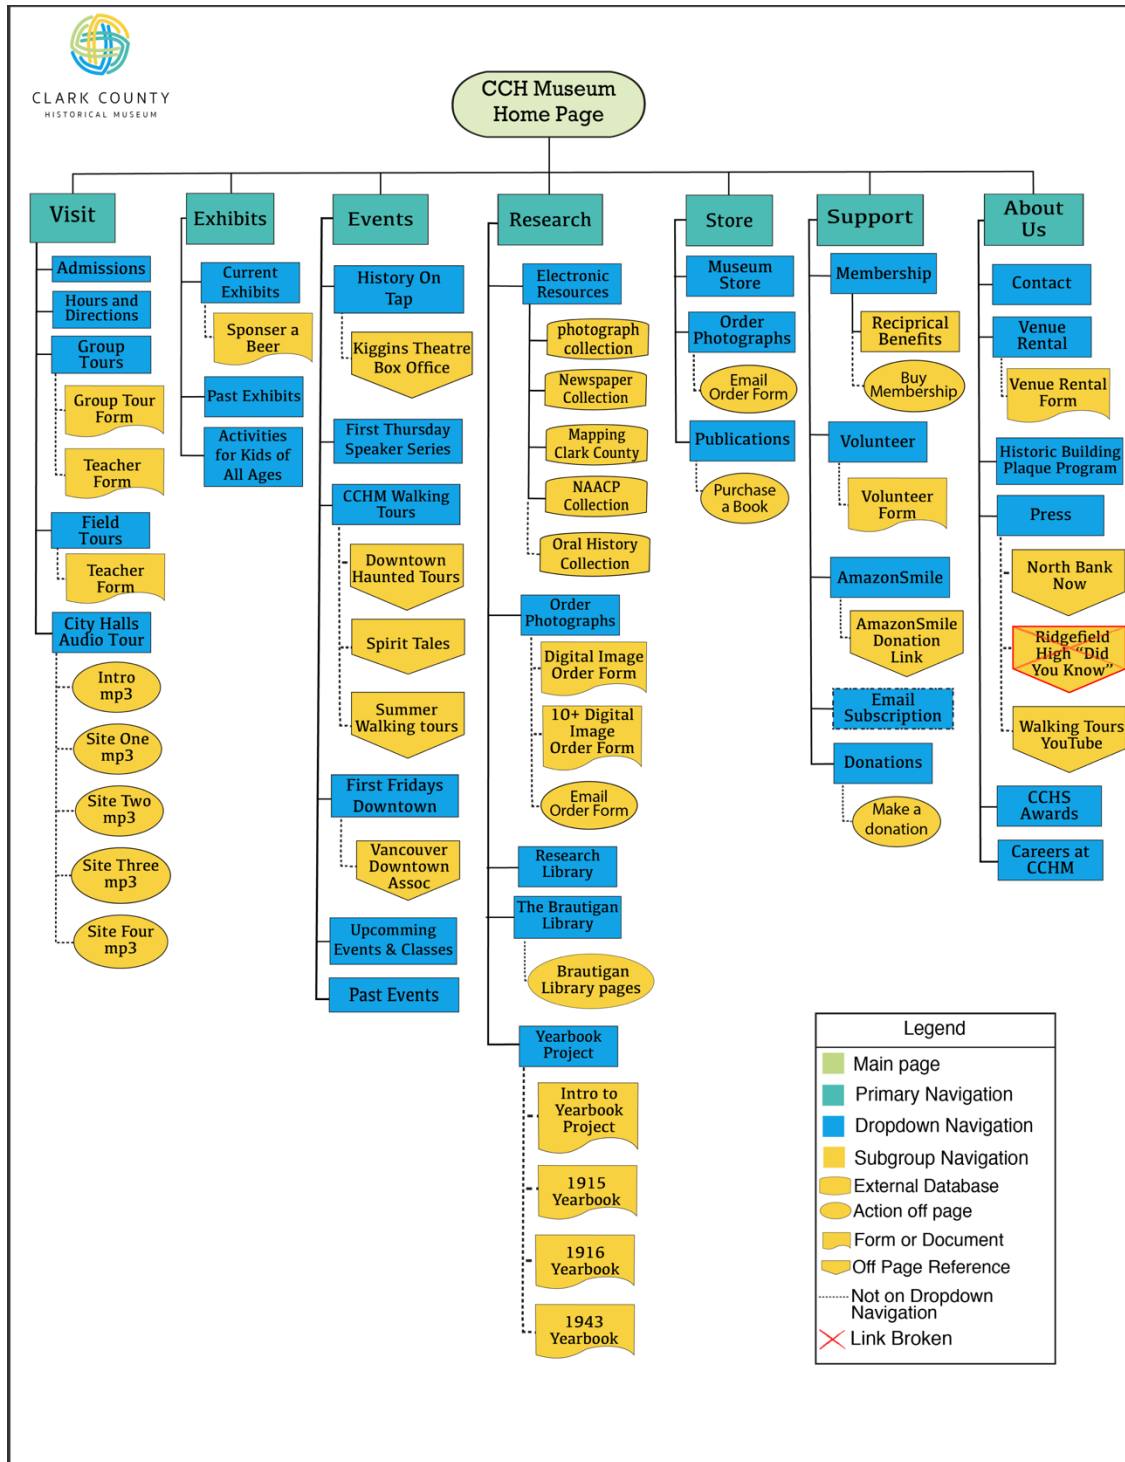 CLARK COUNTY
HISTORICAL MUSEUM
CCH Museum
Home Page
Visit
Admissions
Hours and
Directions
Group
Tours
Group Tour
Form
Teacher
Form
Field
Tours
Teacher
Form
City Halls
Audio Tour
Intro
mp3
Site One
mp3
Site Two
mp3
Site Three
mp3
Site Four
mp3
Exhibits
Current
Exhibits
Sponser a
Beer
Past Exhibits
Activities
for Kids of
All Ages
Events
History On
Tap
Kiggins Theatre
Box Office
First Thursday
Speaker Series
CCHM Walking
Tours
Downtown
Haunted Tours
Spirit Tales
Summer
Walking tours
First Fridays
Downtown
Vancouver
Downtown
Assoc
Upcomming
Events & Classes
Past Events
Research
Electronic
Resources
photograph
collection
Newspaper
Collection
Mapping
Clark County
NAACP
Collection
Oral History
Collection
Order
Photographs
Digital Image
Order Form
10+ Digital
Image
Order Form
Email
Order Form
Research
Library
The Brautigan
Library
Brautigan
Library pages
Yearbook
Project
Intro to
Yearbook
Project
1915
Yearbook
1916
Yearbook
1943
Yearbook
Store
Museum
Store
Order
Photographs
Email
Order Form
Publications
Purchase
a Book
Support
Membership
Reciprical
Benefits
Buy
Membership
Volunteer
Volunteer
Form
AmazonSmile
AmazonSmile
Donation
Link
Email
Subscription
Donations
Make a
donation
About
Us
Contact
Venue
Rental
Venue Rental
Form
Historic Building
Plaque Program
Press
North Bank
Now
Ridgefield
High “Did
You Know”
Walking Tours
YouTube
CCHS
Awards
Careers at
CCHM
Legend
Main page
Primary Navigation
Dropdown Navigation
Subgroup Navigation
External Database
Action off page
Form or Document
Off Page Reference
Not on Dropdown
Navigation
Link Broken